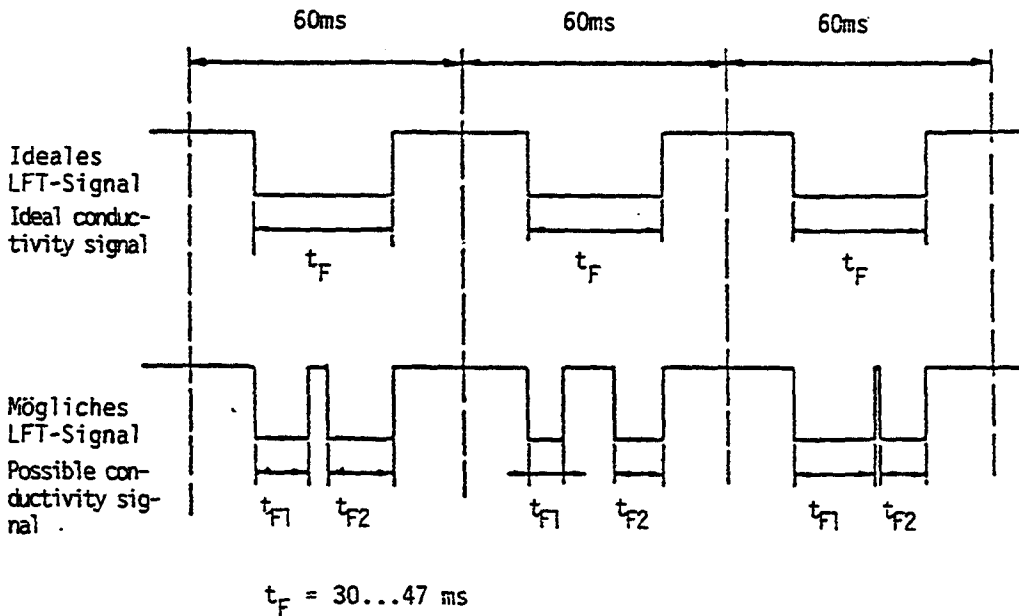 60ms 60ms 60ms
Ideales
LFT-Signal
Ideal conduc-
tivity signal
t_F t_F t_F
Mögliches
LFT-Signal
Possible con-
ductivity sig-
nal
t_F1 t_F2 t_F1 t_F2 t_F1 t_F2
t_F = 30...47 ms